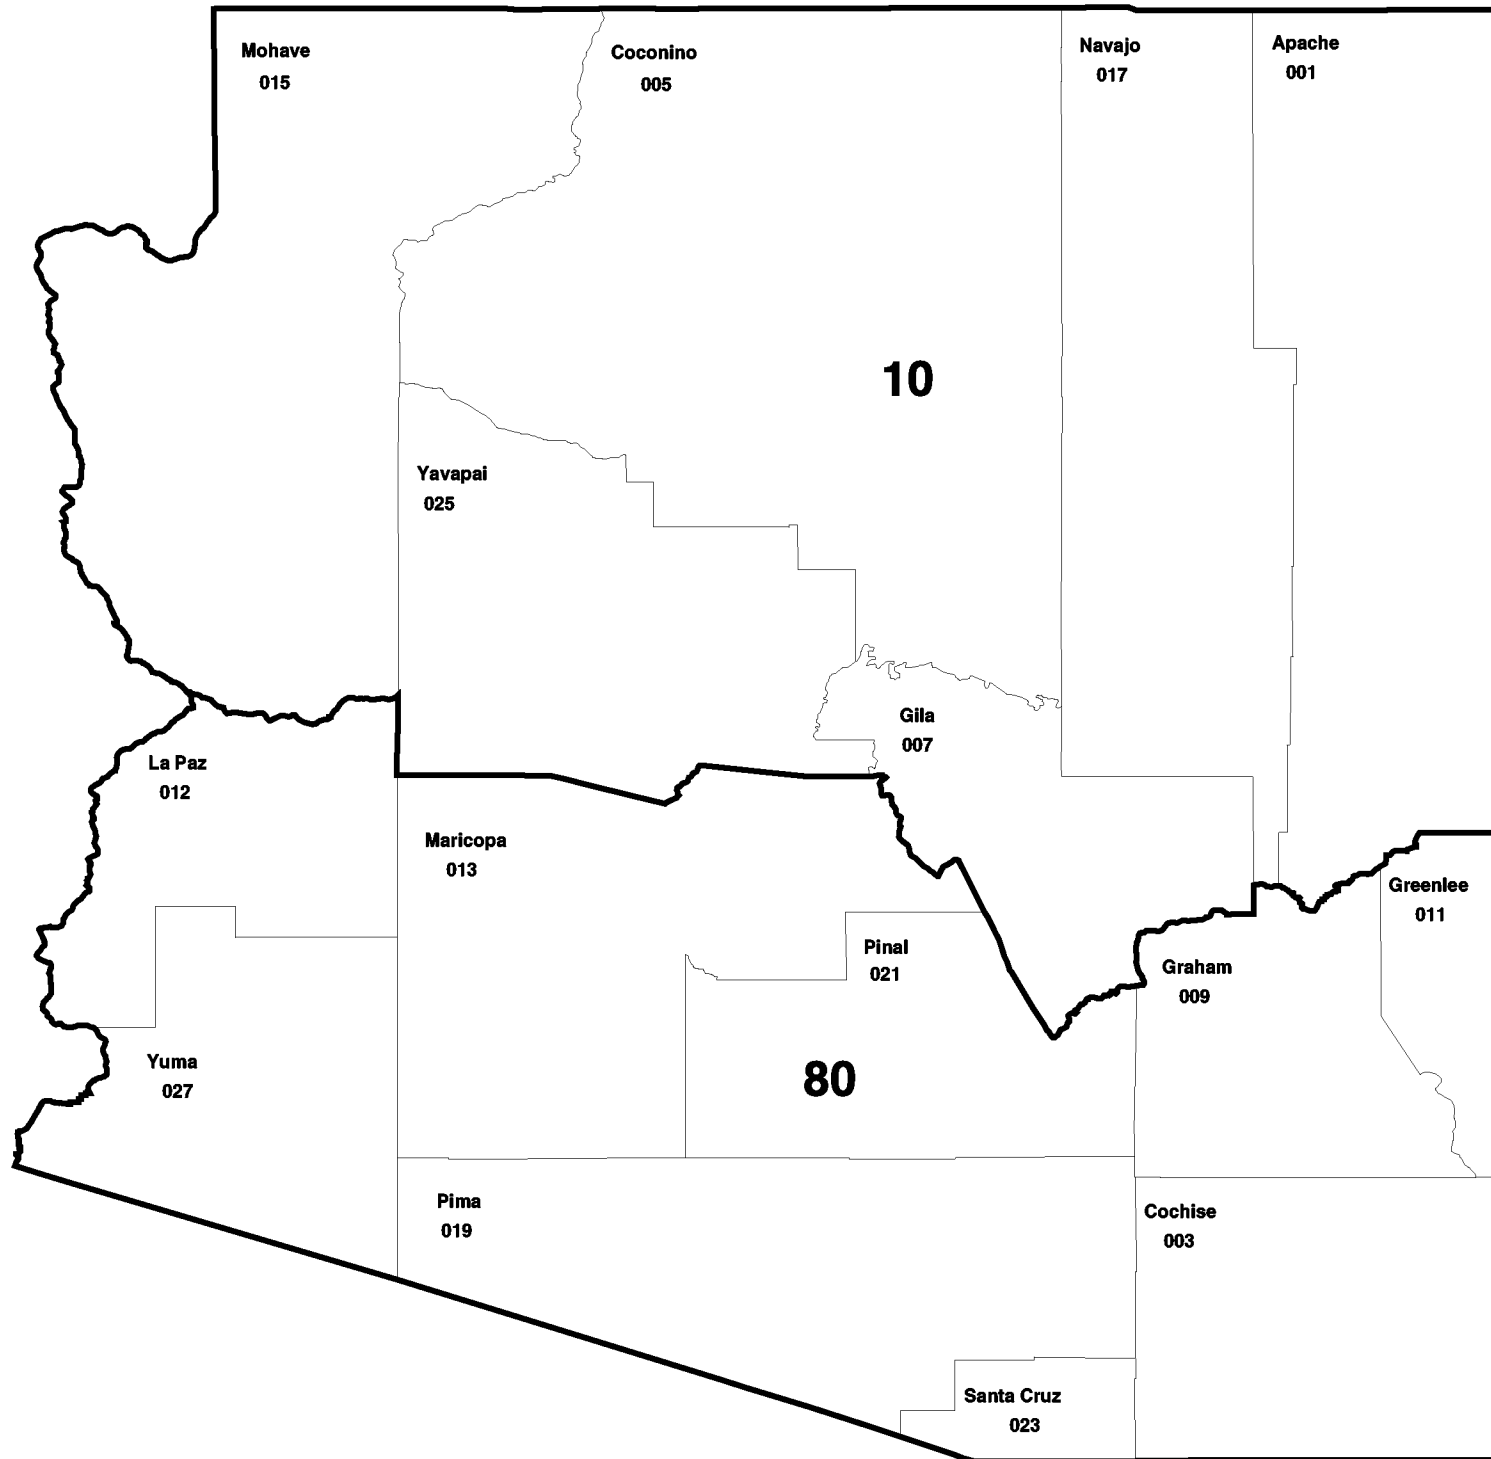 Mohave
015
Coconino
005
Navajo
017
Apache
001
10
Yavapai
025
Gila
007
La Paz
012
Maricopa
013
Greenlee
011
Pinal
021
Graham
009
Yuma
027
80
Pima
019
Cochise
003
Santa Cruz
023